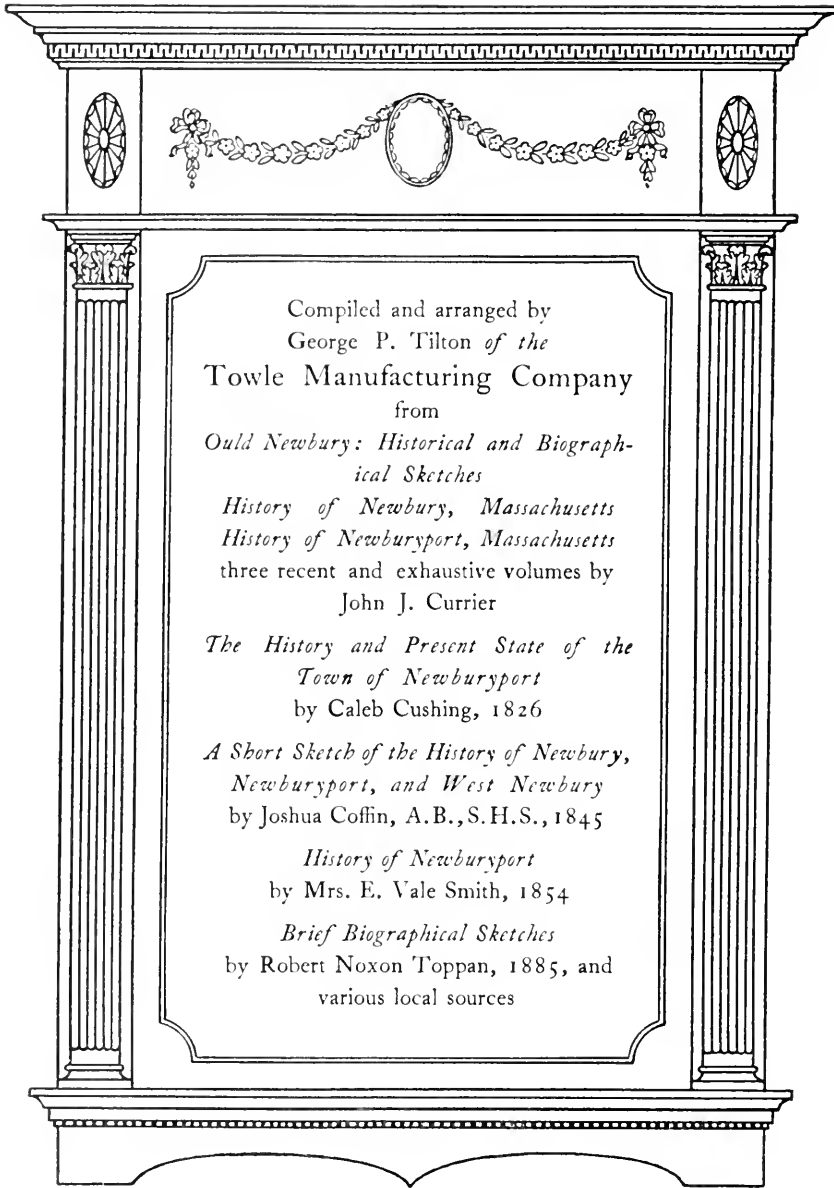 Compiled and arranged by
George P. Tilton of the
Towle Manufacturing Company
from
Ould Newbury: Historical and Biograph-
ical Sketches
History of Newbury, Massachusetts
History of Newburyport, Massachusetts
three recent and exhaustive volumes by
John J. Currier
The History and Present State of the
Town of Newburyport
by Caleb Cushing, 1826
A Short Sketch of the History of Newbury,
Newburyport, and West Newbury
by Joshua Coffin, A.B., S.H.S., 1845
History of Newburyport
by Mrs. E. Vale Smith, 1854
Brief Biographical Sketches
by Robert Noxon Toppan, 1885, and
various local sources